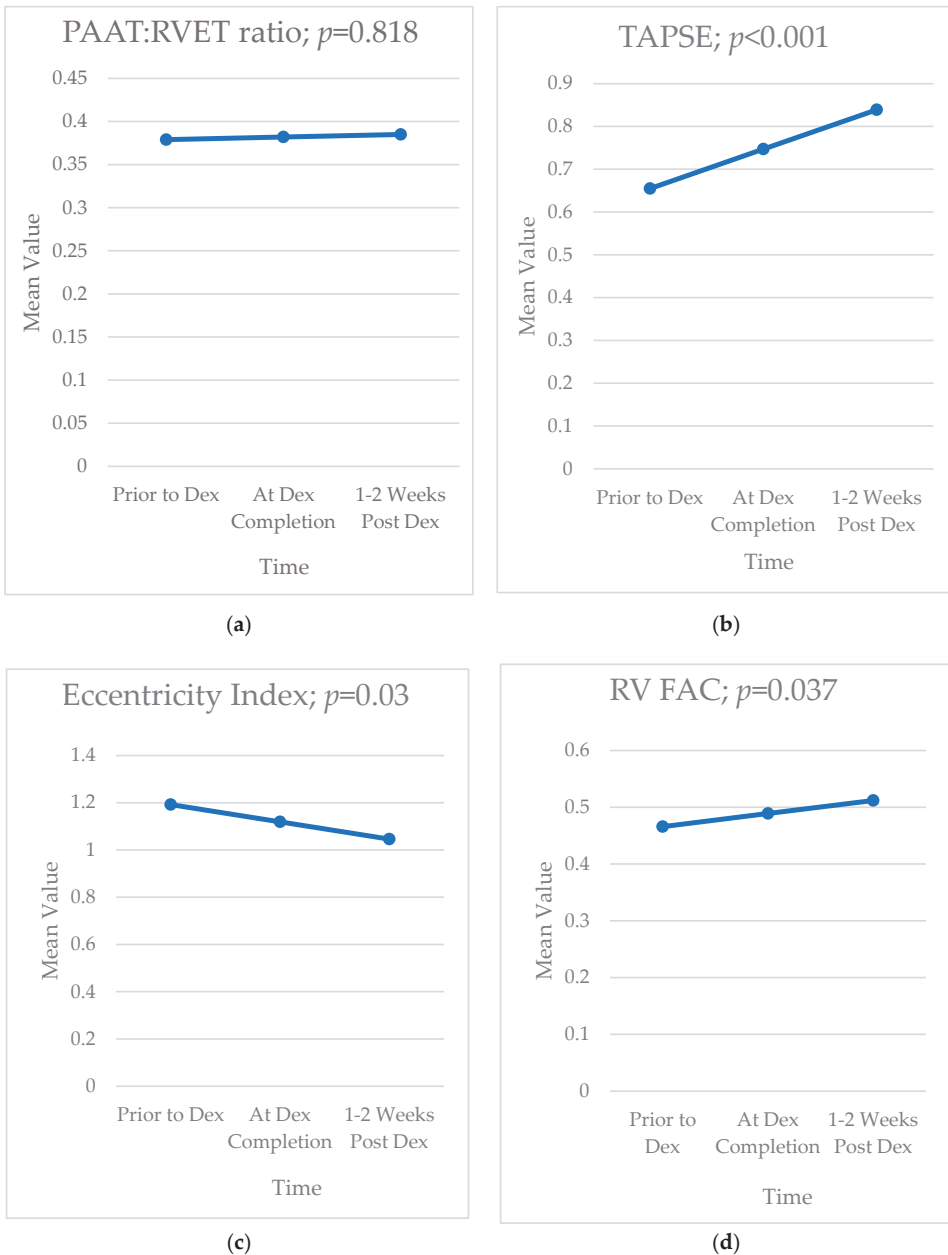 PAAT:RVET ratio; p=0.818
0.45
0.4
0.35
0.3
0.25
0.2
0.15
0.1
0.05
0
Mean Value
Prior to Dex
At Dex
Completion
1-2 Weeks
Post Dex
Time
(a)
TAPSE; p<0.001
0.9
0.8
0.7
0.6
0.5
0.4
0.3
0.2
0.1
0
Mean Value
Prior to Dex
At Dex
Completion
1-2 Weeks
Post Dex
Time
(b)
Eccentricity Index; p=0.03
1.4
1.2
1
0.8
0.6
0.4
0.2
0
Mean Value
Prior to Dex
At Dex
Completion
1-2 Weeks
Post Dex
Time
(c)
RV FAC; p=0.037
0.6
0.5
0.4
0.3
0.2
0.1
0
Mean Value
Prior to
Dex
At Dex
Completion
1-2 Weeks
Post Dex
Time
(d)